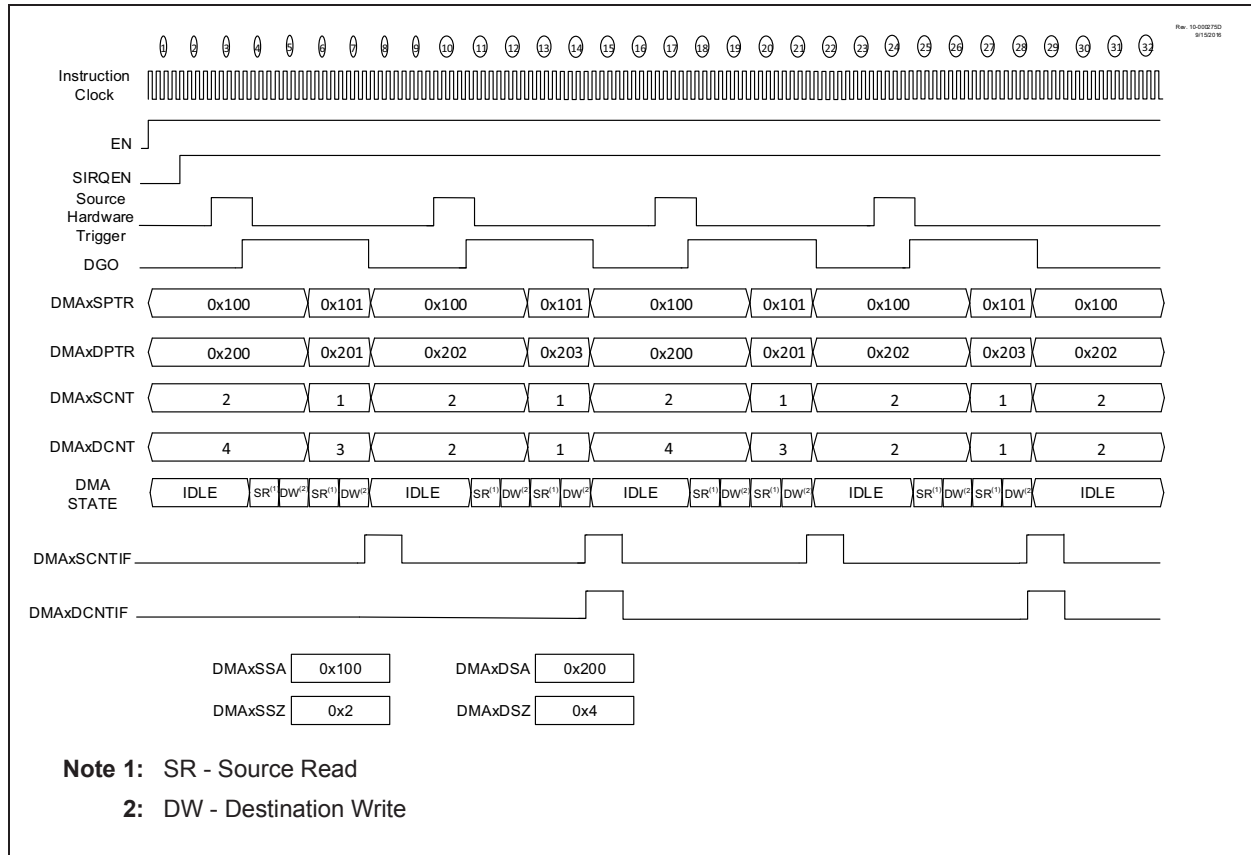 Rev. 10-000275D
9/15/2016
1 2 3 4 5 6 7 8 9 10 11 12 13 14 15 16 17 18 19 20 21 22 23 24 25 26 27 28 29 30 31 32
Instruction
Clock
EN
SIRQEN
Source
Hardware
Trigger
DGO
DMAxSPTR 0x100 0x101 0x100 0x101 0x100 0x101 0x100 0x101 0x100
DMAxDPTR 0x200 0x201 0x202 0x203 0x200 0x201 0x202 0x203 0x202
DMAxSCNT 2 1 2 1 2 1 2 1 2
DMAxDCNT 4 3 2 1 4 3 2 1 2
DMA
STATE
IDLE SR(1) DW(2) SR(1) DW(2) IDLE SR(1) DW(2) SR(1) DW(2) IDLE SR(1) DW(2) SR(1) DW(2) IDLE SR(1) DW(2) SR(1) DW(2) IDLE
DMAxSCNTIF
DMAxDCNTIF
DMAxSSA 0x100 DMAxDSA 0x200
DMAxSSZ 0x2 DMAxDSZ 0x4
Note 1: SR - Source Read
2: DW - Destination Write